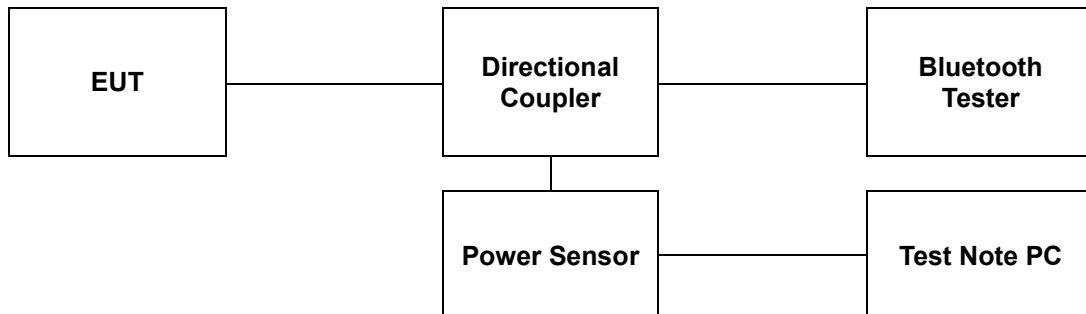 EUT
Directional
Coupler
Bluetooth
Tester
Power Sensor
Test Note PC